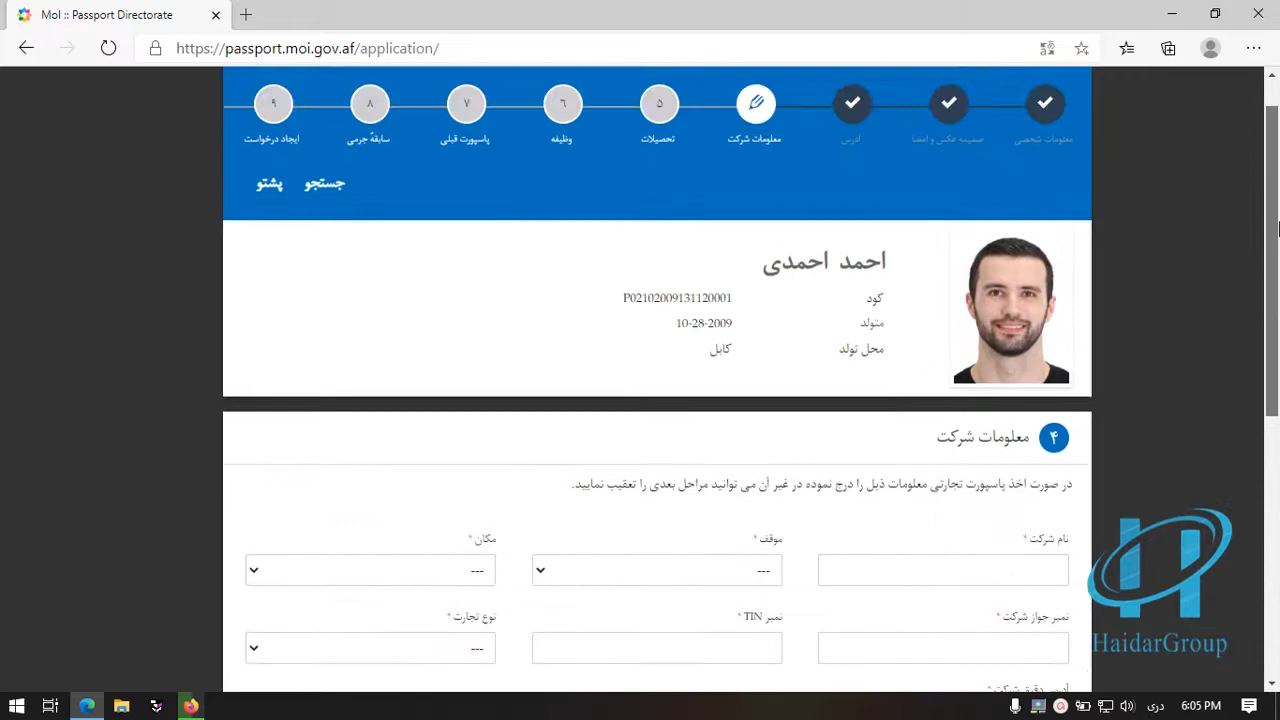 MoI :: Passport Directorate
https://passport.moi.gov.af/application/
۹
۸
۷
۶
۵
معلومات شخصی
ضمیمه عکس و امضا
آدرس
معلومات شرکت
تحصیلات
وظیفه
پاسپورت قبلی
سابقهٔ جرمی
ایجاد درخواست
جستجو
پشتو
احمد احمدی
کود P02102009131120001
متولد 10-28-2009
محل تولد کابل
۴ معلومات شرکت
در صورت اخذ پاسپورت تجارتی معلومات ذیل را درج نموده در غیر آن می توانید مراحل بعدی را تعقیب نمایید.
نام شرکت * موقف * مکان *
--- ---
نمبر جواز شرکت * نمبر TIN * نوع تجارت *
---
آدرس دقیق شرکت *
HaidarGroup
دری
6:05 PM